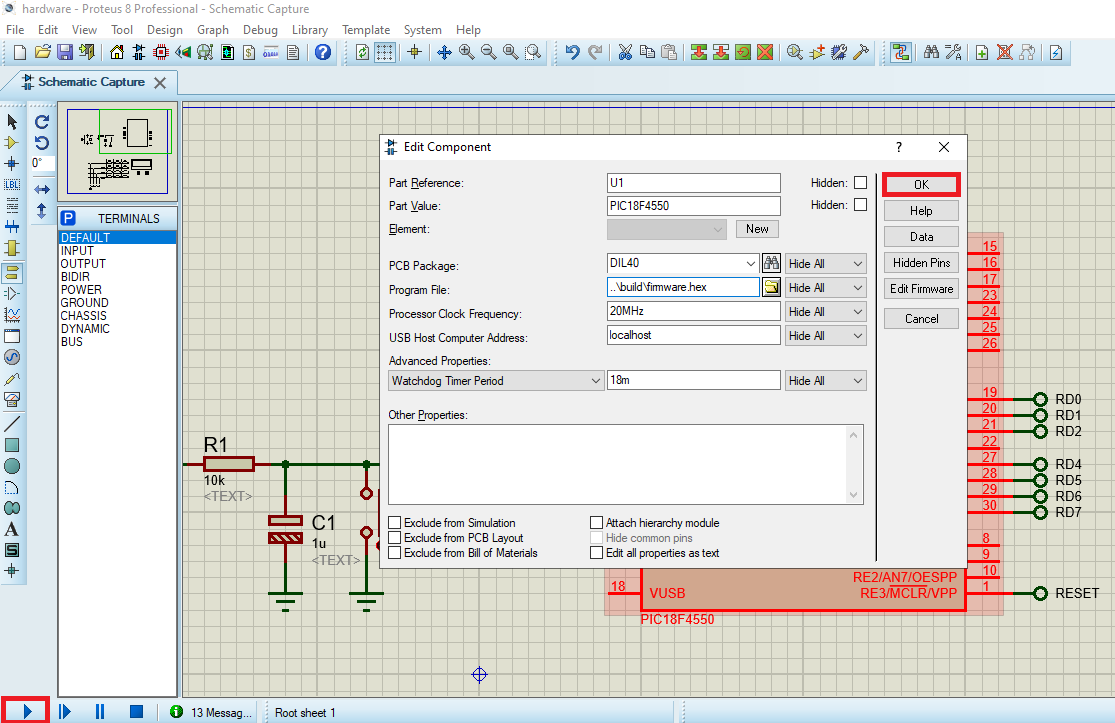 hardware - Proteus 8 Professional - Schematic Capture
File Edit View Tool Design Graph Debug Library Template System Help
Schematic Capture
0°
LBL
A
P TERMINALS
DEFAULT
INPUT
OUTPUT
BIDIR
POWER
GROUND
CHASSIS
DYNAMIC
BUS
Edit Component
Part Reference: U1 Hidden:
Part Value: PIC18F4550 Hidden:
Element: New
PCB Package: DIL40 Hide All
Program File: ..\build\firmware.hex Hide All
Processor Clock Frequency: 20MHz Hide All
USB Host Computer Address: localhost Hide All
Advanced Properties:
Watchdog Timer Period 18m Hide All
Other Properties:
Exclude from Simulation
Exclude from PCB Layout
Exclude from Bill of Materials
Attach hierarchy module
Hide common pins
Edit all properties as text
OK
Help
Data
Hidden Pins
Edit Firmware
Cancel
R1
10k
<TEXT>
C1
1u
<TEXT>
15
16
17
23
24
25
26
19 RD0
20 RD1
21 RD2
22
27 RD4
28 RD5
29 RD6
30 RD7
8
9
RE2/AN7/OESPP 10
18 VUSB RE3/MCLR/VPP 1 RESET
PIC18F4550
13 Messag...
Root sheet 1